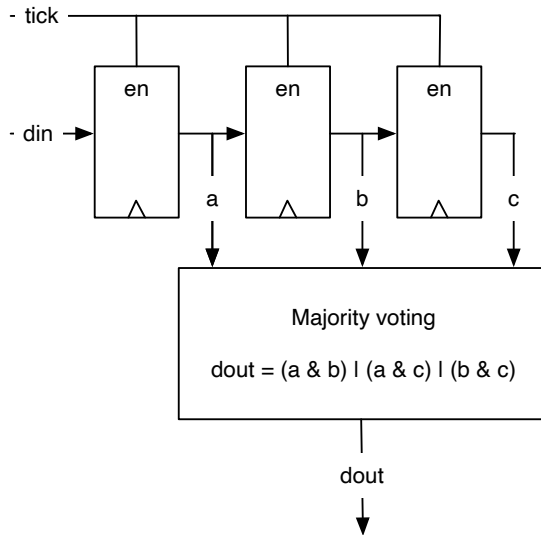 tick
en en en
din
a b c
Majority voting
dout = (a & b) | (a & c) | (b & c)
dout